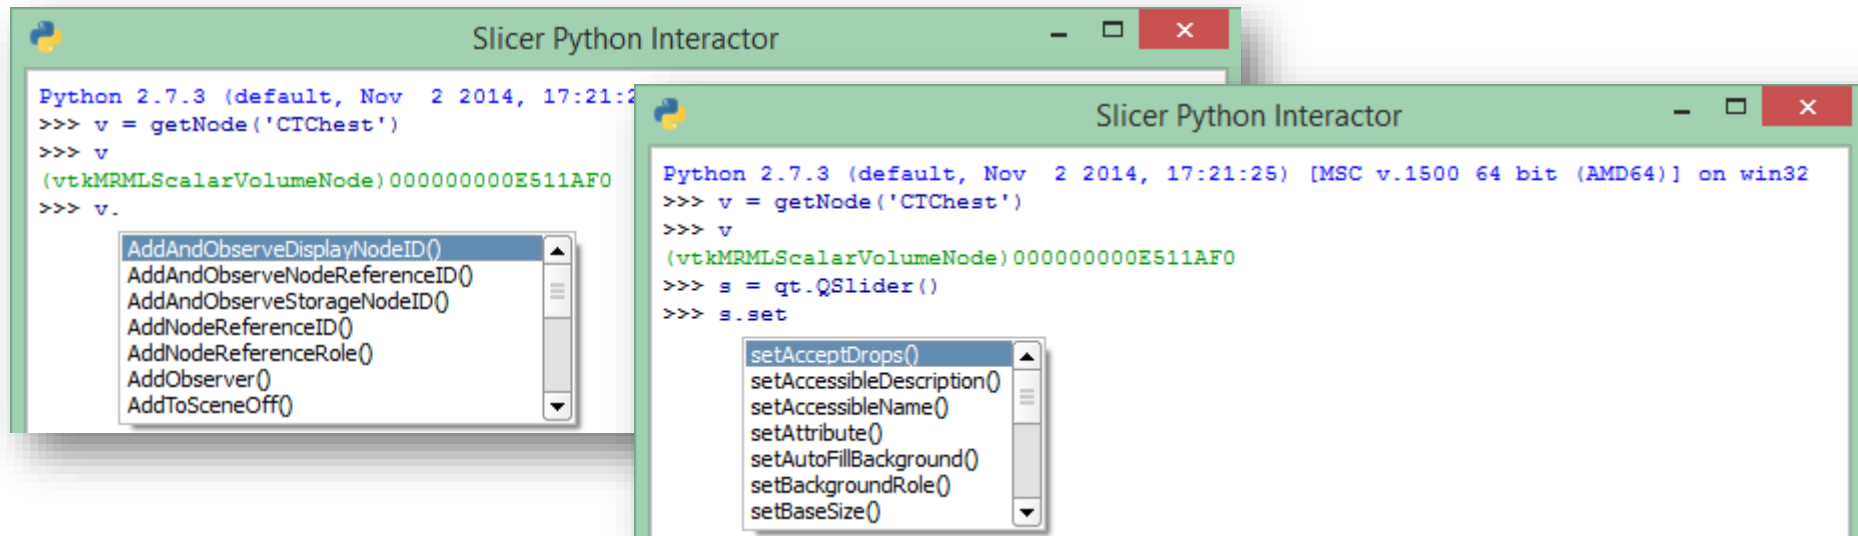 Slicer Python Interactor
Python 2.7.3 (default, Nov  2 2014, 17:21:2
>>> v = getNode('CTChest')
>>> v
(vtkMRMLScalarVolumeNode)000000000E511AF0
>>> v.
AddAndObserveDisplayNodeID()
AddAndObserveNodeReferenceID()
AddAndObserveStorageNodeID()
AddNodeReferenceID()
AddNodeReferenceRole()
AddObserver()
AddToSceneOff()
Slicer Python Interactor
Python 2.7.3 (default, Nov  2 2014, 17:21:25) [MSC v.1500 64 bit (AMD64)] on win32
>>> v = getNode('CTChest')
>>> v
(vtkMRMLScalarVolumeNode)000000000E511AF0
>>> s = qt.QSlider()
>>> s.set
setAcceptDrops()
setAccessibleDescription()
setAccessibleName()
setAttribute()
setAutoFillBackground()
setBackgroundRole()
setBaseSize()